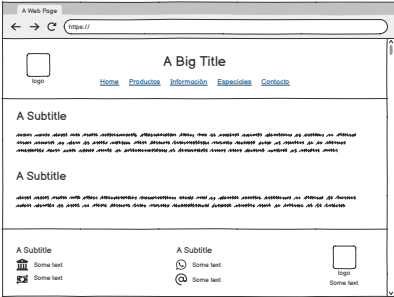 A Web Page
https://
A Big Title
logo
Home Productos Información Especiales Contacto
A Subtitle
A Subtitle
A Subtitle A Subtitle
Some text Some text
Some text Some text
logo
Some text